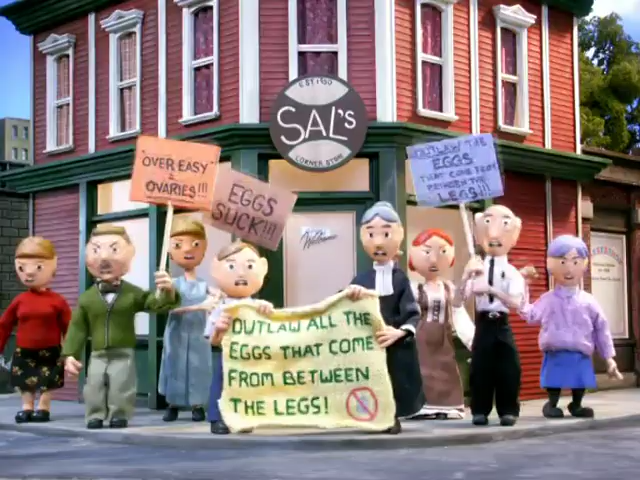 EST. 1950
SAL'S
CORNER STORE
"OVER EASY"
OVARIES!!!
EGGS
SUCK!!!
OUTLAW THE
EGGS
THAT COME FROM
BETWEEN THE
LEGS!!!
Welcome
OUTLAW ALL THE
EGGS THAT COME
FROM BETWEEN
THE LEGS!